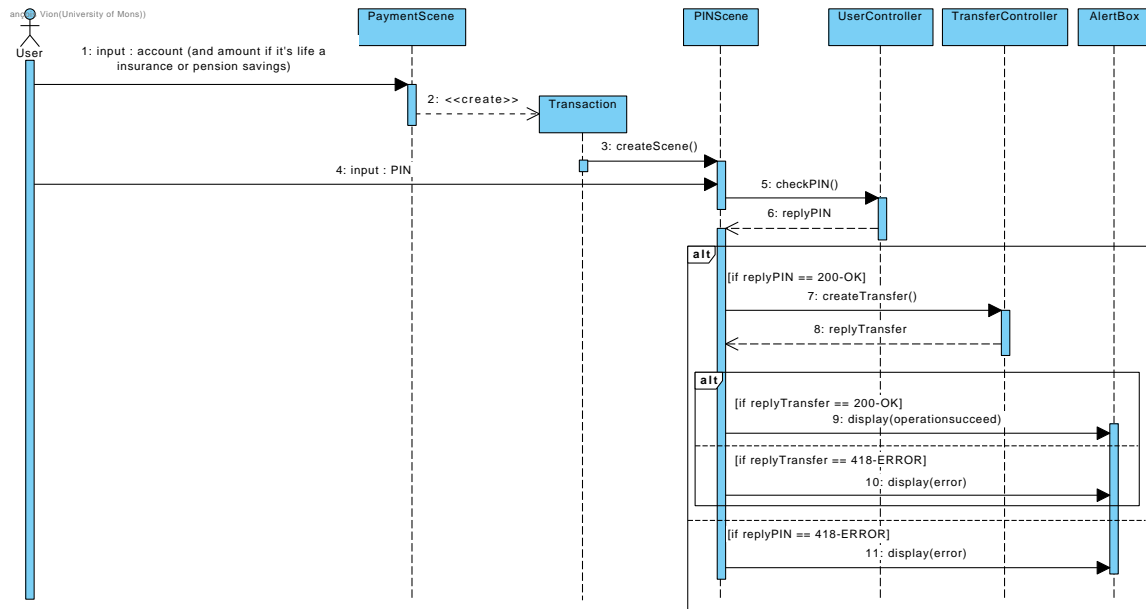 Vion(University of Mons))
User
PaymentScene
PINScene
UserController
TransferController
AlertBox
1: input : account (and amount if it's life a
insurance or pension savings)
2: <<create>>
Transaction
3: createScene()
4: input : PIN
5: checkPIN()
6: replyPIN
alt
[if replyPIN == 200-OK]
7: createTransfer()
8: replyTransfer
alt
[if replyTransfer == 200-OK]
9: display(operationsucceed)
[if replyTransfer == 418-ERROR]
10: display(error)
[if replyPIN == 418-ERROR]
11: display(error)